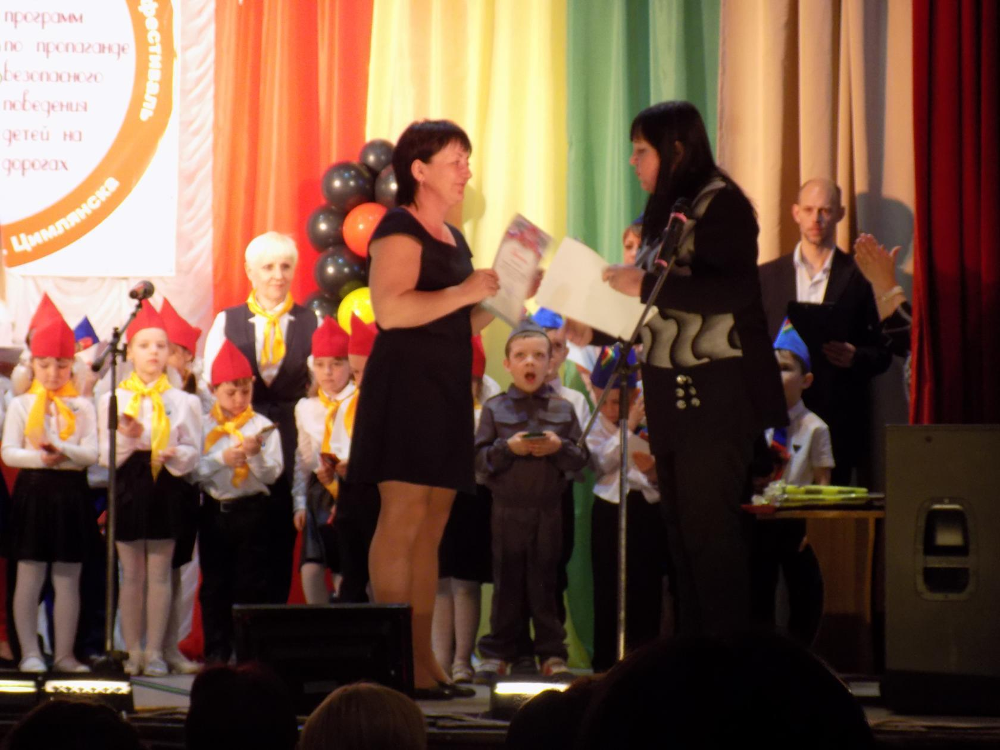 программ
по пропаганде
безопасного
поведения
детей на
дорогах
фестиваль
. Цимлянска